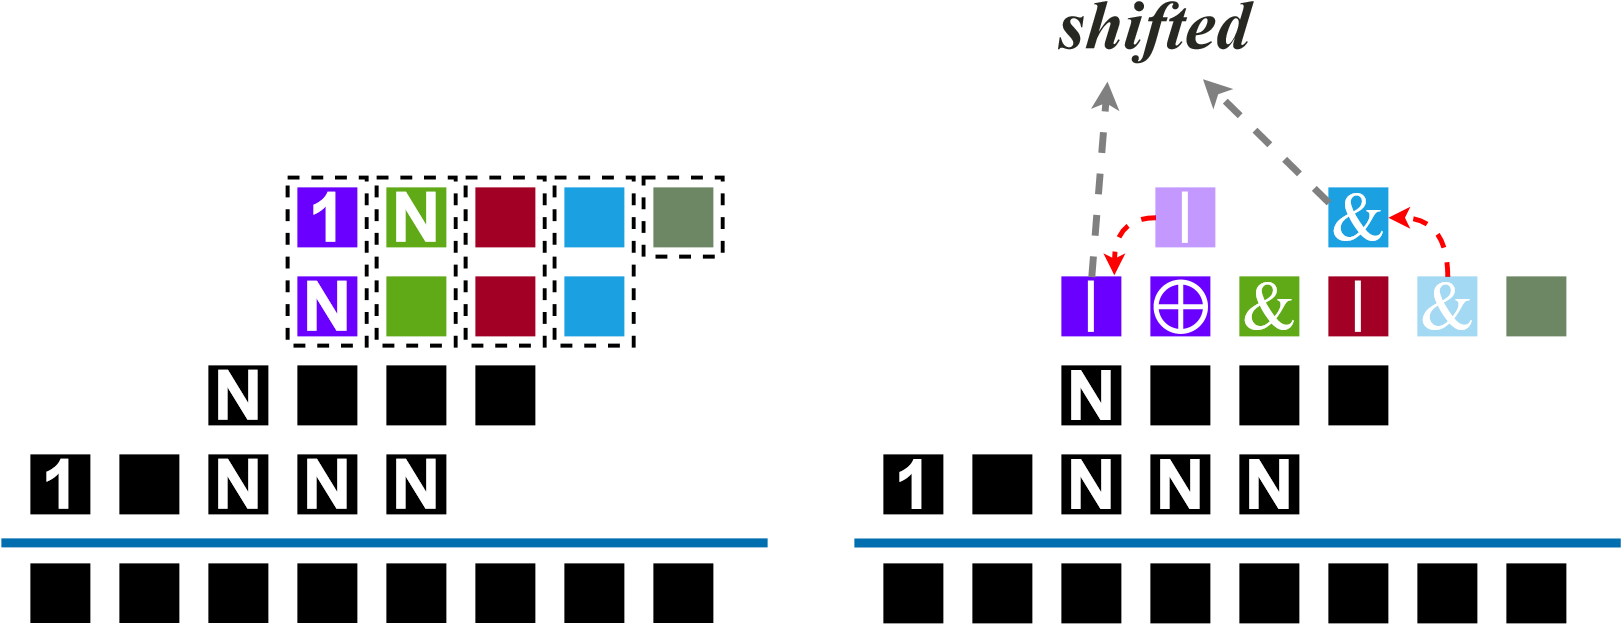 shifted
1 N | &
N | ⊕ & | &
N N
1 N N N 1 N N N